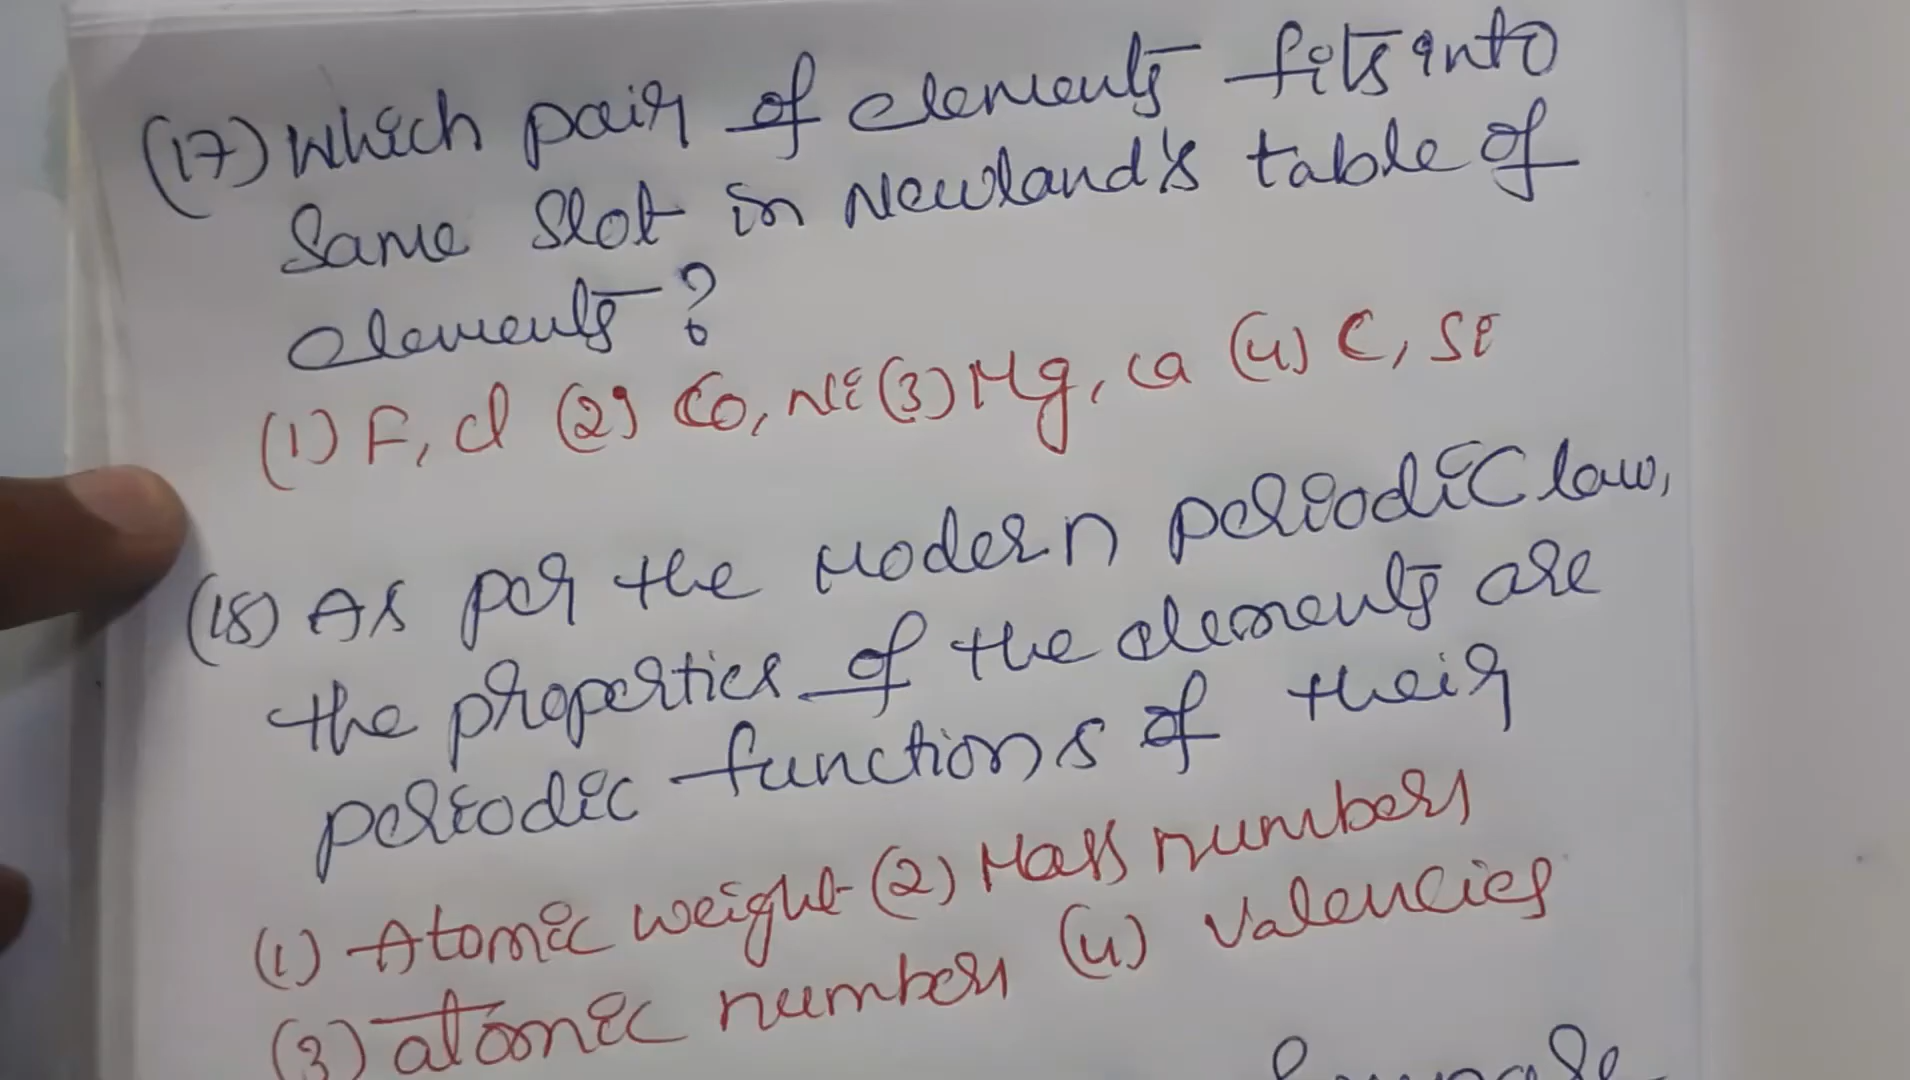 (17) Which pair of elements fits into
Same Slot in Newland's table of
elements?
(1) F, Cl (2) Co, Ni (3) Mg, Ca (4) C, Si
(18) As per the Modern periodic law,
the properties of the elements are
periodic functions of their
(1) Atomic weight (2) Mass numbers
(3) atomic numbers (4) Valencies